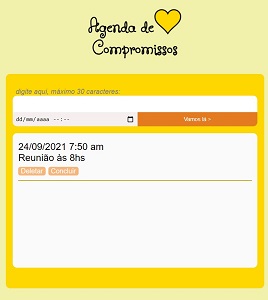 Agenda de
Compromissos
digite aqui, máximo 30 caracteres:
dd/mm/aaaa --:--
Vamos lá >
24/09/2021 7:50 am
Reunião às 8hs
Deletar Concluir